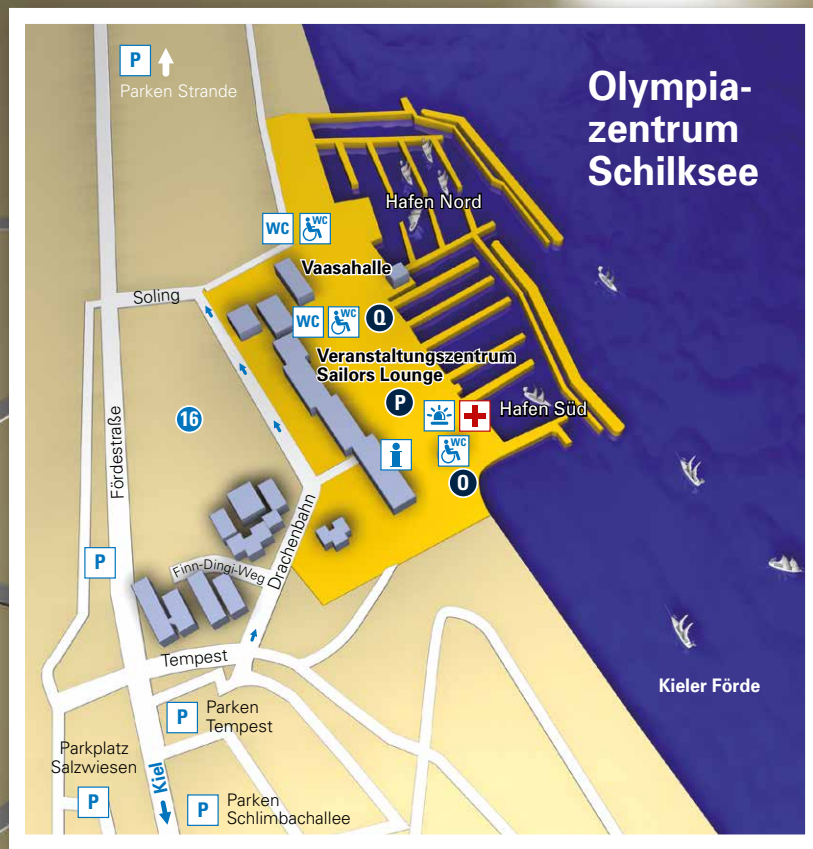 P
Parken Strande
Olympia-
zentrum
Schilksee
Hafen Nord
WC
WC
Vaasahalle
Soling
WC
WC
Q
Veranstaltungszentrum
Sailors Lounge
P
Hafen Süd
16
Fördestraße
WC
i
O
Drachenbahn
P
Finn-Dingi-Weg
Tempest
Kieler Förde
P
Parken
Tempest
Parkplatz
Salzwiesen
P
Kiel
P
Parken
Schlimbachallee